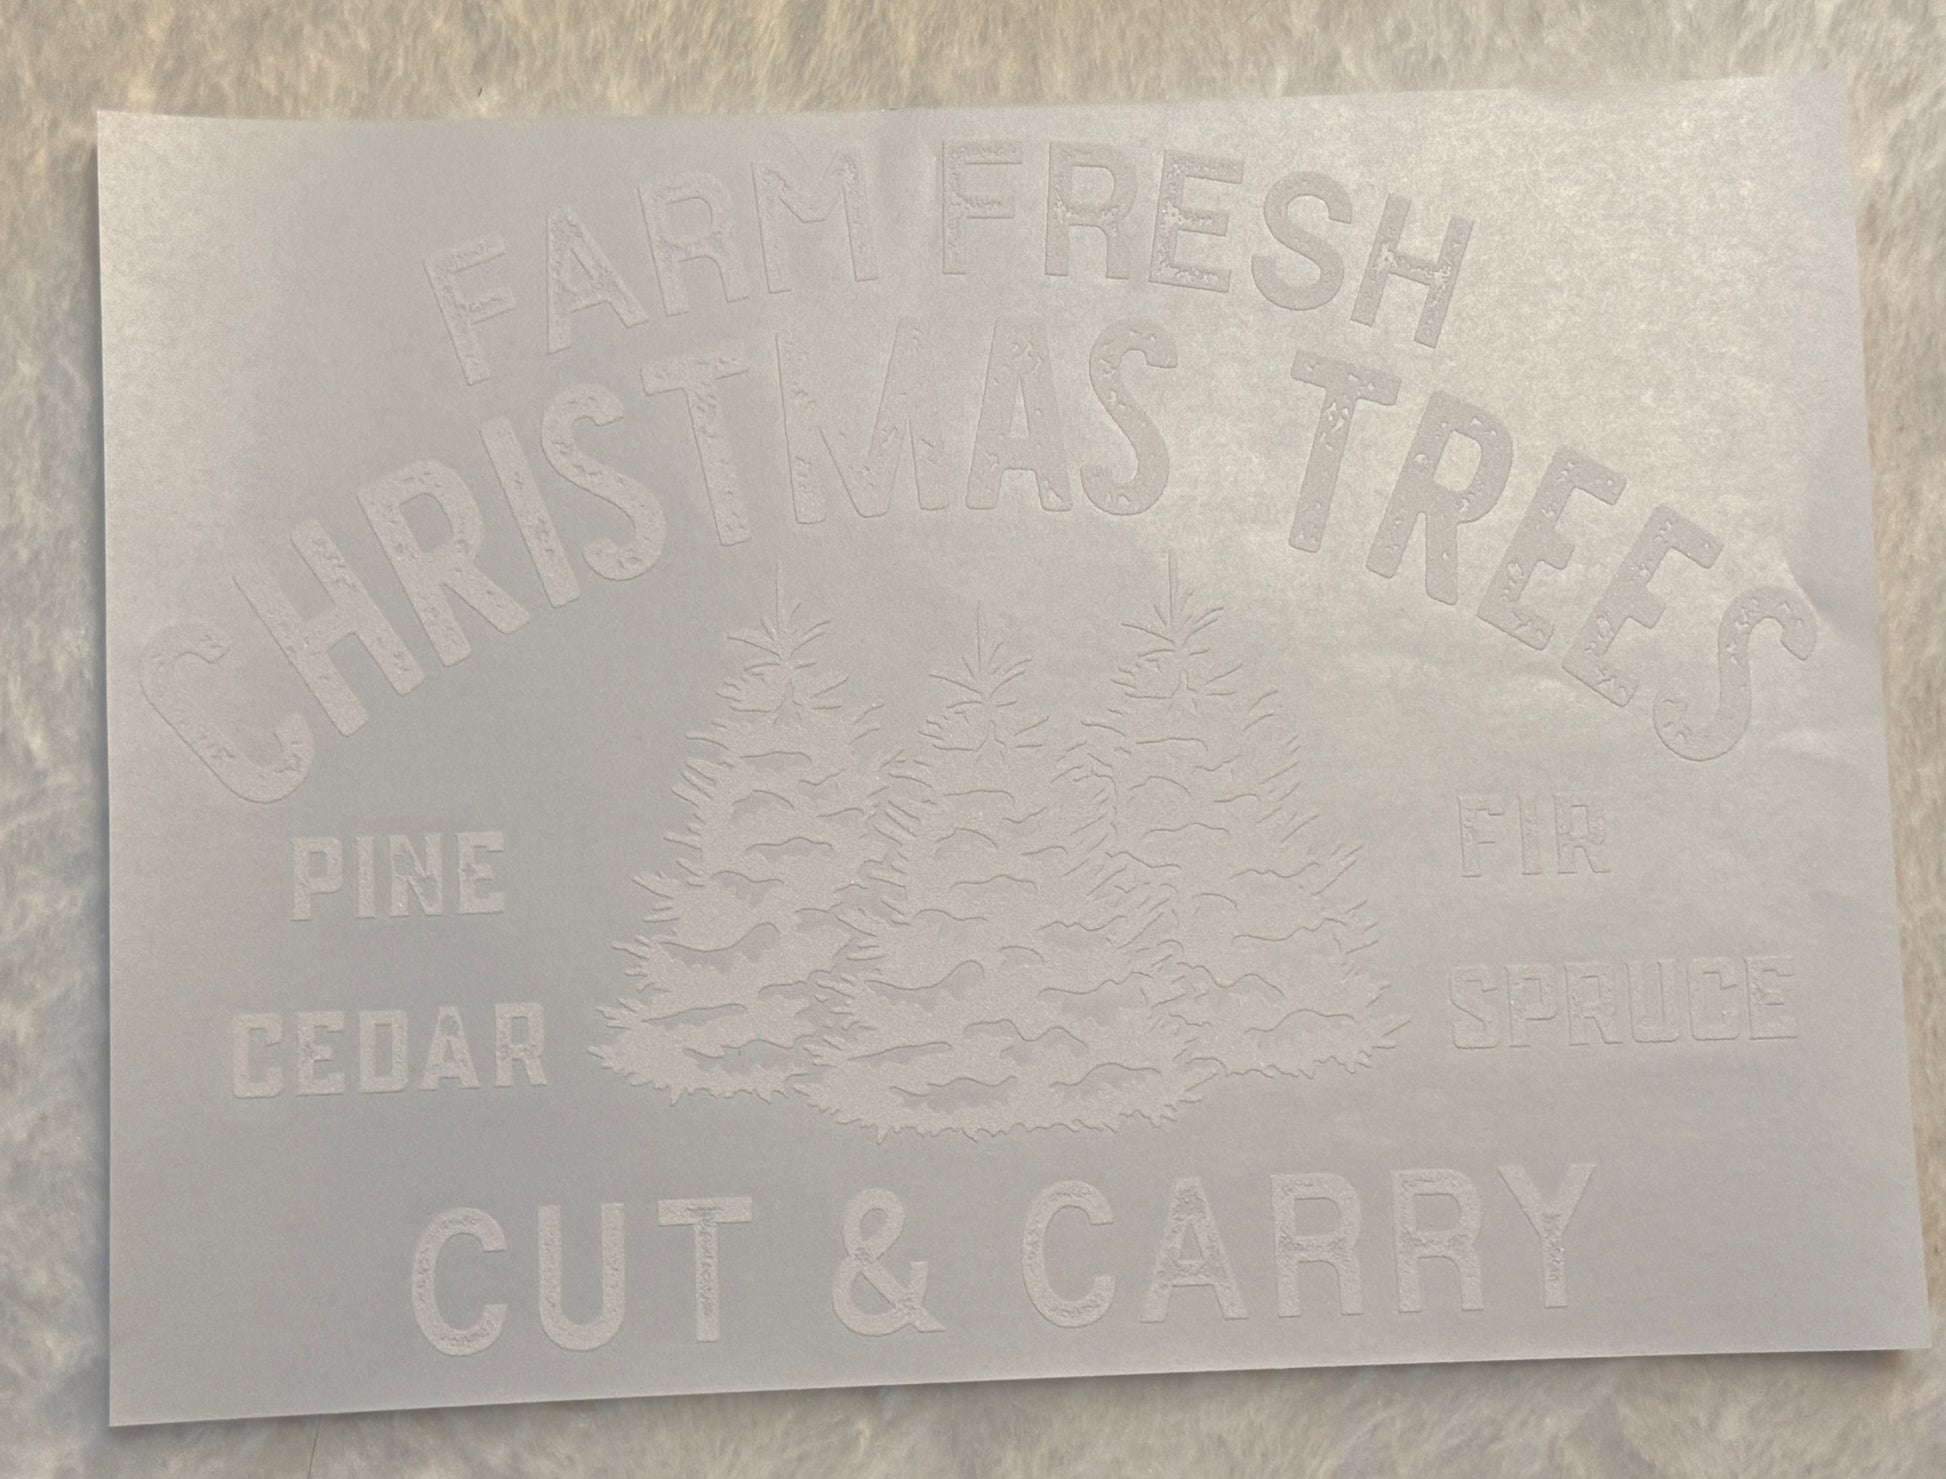 FARM FRESH
CHRISTMAS TREES
PINE
FIR
CEDAR
SPRUCE
CUT & CARRY